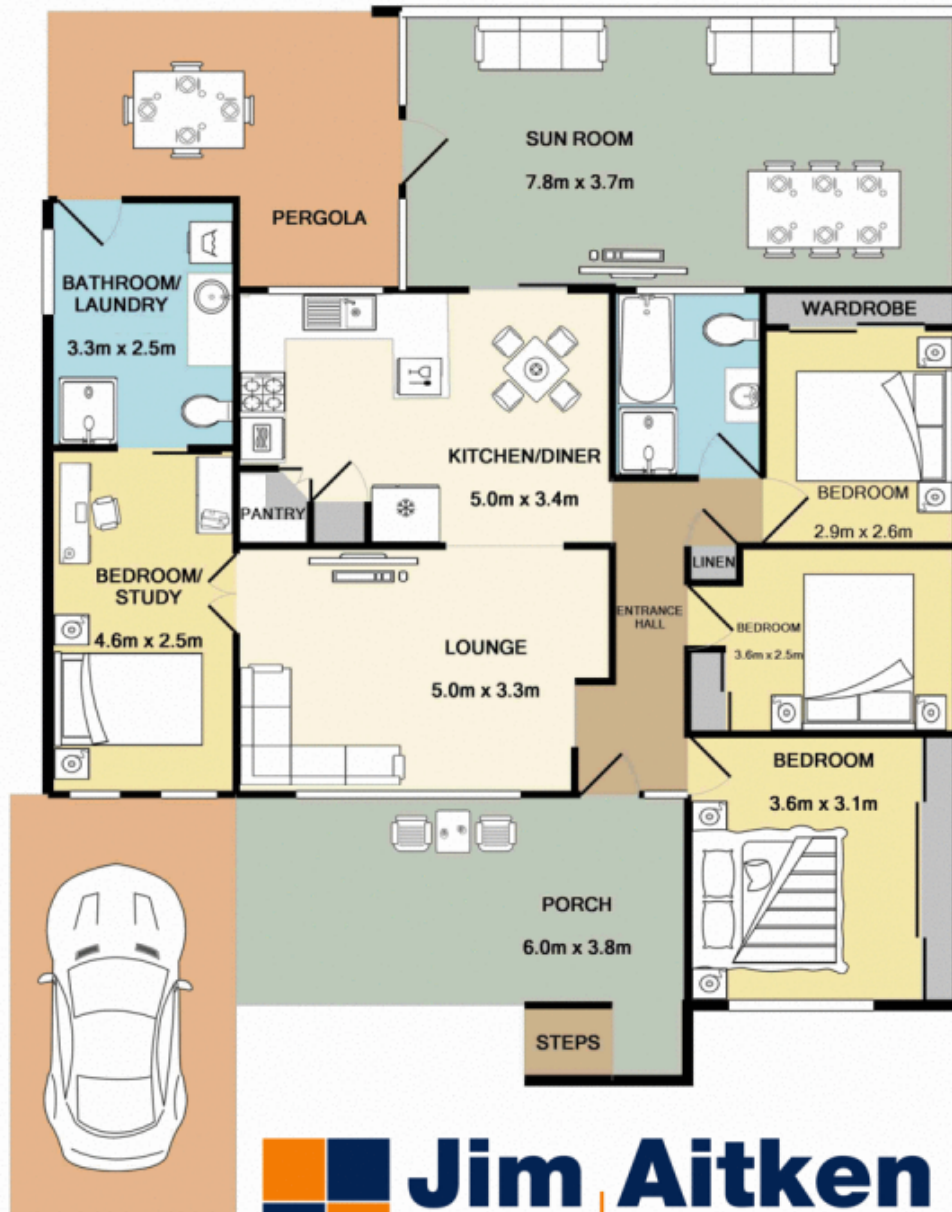 SUN ROOM
7.8m x 3.7m
PERGOLA
BATHROOM/
LAUNDRY
3.3m x 2.5m
WARDROBE
KITCHEN/DINER
5.0m x 3.4m
PANTRY
BEDROOM
2.9m x 2.6m
LINEN
BEDROOM/
STUDY
4.6m x 2.5m
LOUNGE
5.0m x 3.3m
ENTRANCE
HALL
BEDROOM
3.6m x 2.5m
BEDROOM
3.6m x 3.1m
PORCH
6.0m x 3.8m
STEPS
Jim Aitken